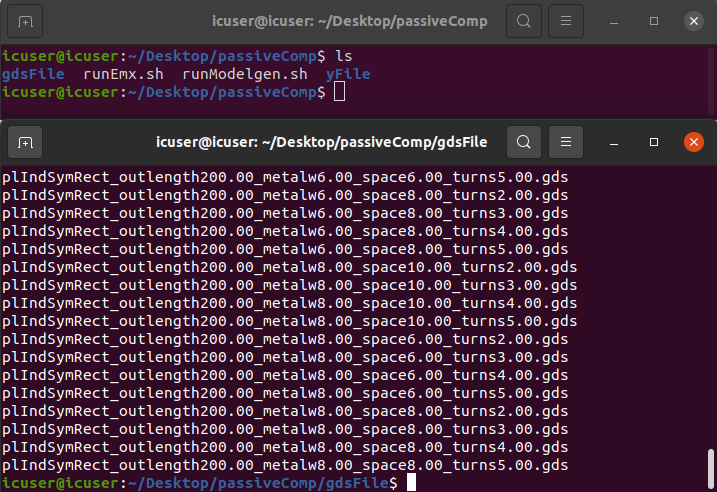 icuser@icuser: ~/Desktop/passiveComp
icuser@icuser:~/Desktop/passiveComp$ ls
gdsFile  runEmx.sh  runModelgen.sh  yFile
icuser@icuser:~/Desktop/passiveComp$
icuser@icuser: ~/Desktop/passiveComp/gdsFile
plIndSymRect_outlength200.00_metalw6.00_space6.00_turns5.00.gds
plIndSymRect_outlength200.00_metalw6.00_space8.00_turns2.00.gds
plIndSymRect_outlength200.00_metalw6.00_space8.00_turns3.00.gds
plIndSymRect_outlength200.00_metalw6.00_space8.00_turns4.00.gds
plIndSymRect_outlength200.00_metalw6.00_space8.00_turns5.00.gds
plIndSymRect_outlength200.00_metalw8.00_space10.00_turns2.00.gds
plIndSymRect_outlength200.00_metalw8.00_space10.00_turns3.00.gds
plIndSymRect_outlength200.00_metalw8.00_space10.00_turns4.00.gds
plIndSymRect_outlength200.00_metalw8.00_space10.00_turns5.00.gds
plIndSymRect_outlength200.00_metalw8.00_space6.00_turns2.00.gds
plIndSymRect_outlength200.00_metalw8.00_space6.00_turns3.00.gds
plIndSymRect_outlength200.00_metalw8.00_space6.00_turns4.00.gds
plIndSymRect_outlength200.00_metalw8.00_space6.00_turns5.00.gds
plIndSymRect_outlength200.00_metalw8.00_space8.00_turns2.00.gds
plIndSymRect_outlength200.00_metalw8.00_space8.00_turns3.00.gds
plIndSymRect_outlength200.00_metalw8.00_space8.00_turns4.00.gds
plIndSymRect_outlength200.00_metalw8.00_space8.00_turns5.00.gds
icuser@icuser:~/Desktop/passiveComp/gdsFile$